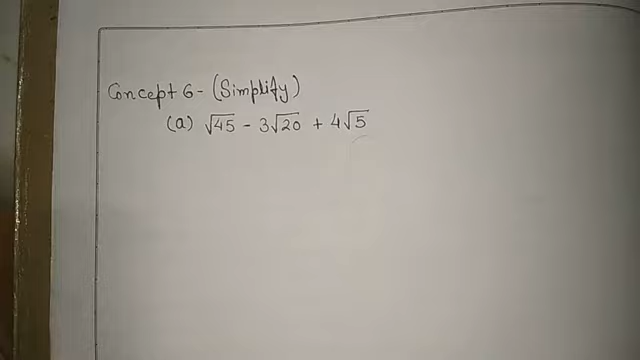 Concept 6 - (Simplify)
(a) √45 - 3√20 + 4√5